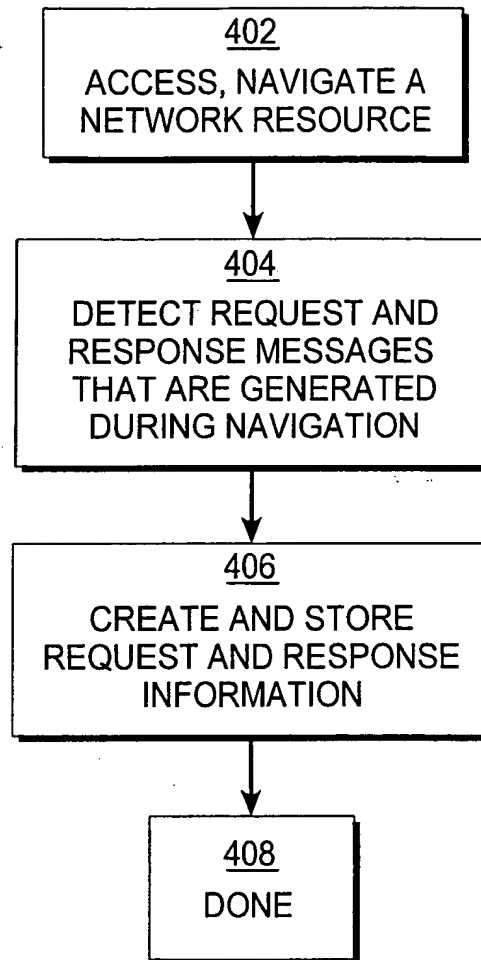 402
ACCESS, NAVIGATE A
NETWORK RESOURCE
404
DETECT REQUEST AND
RESPONSE MESSAGES
THAT ARE GENERATED
DURING NAVIGATION
406
CREATE AND STORE
REQUEST AND RESPONSE
INFORMATION
408
DONE